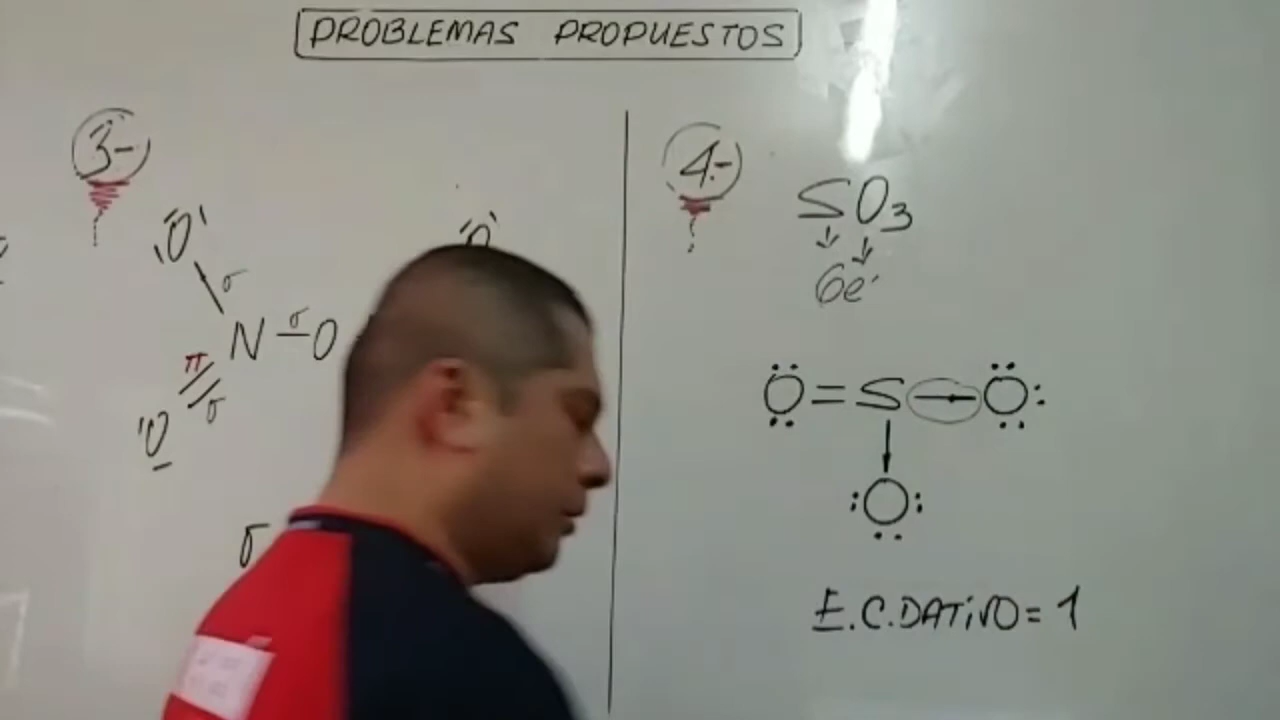 PROBLEMAS PROPUESTOS
3-
O
σ
N
σ
O
π
σ
O
O
σ
4.-
SO₃
6e⁻
O = S → O
O
E.C.DATiVO = 1